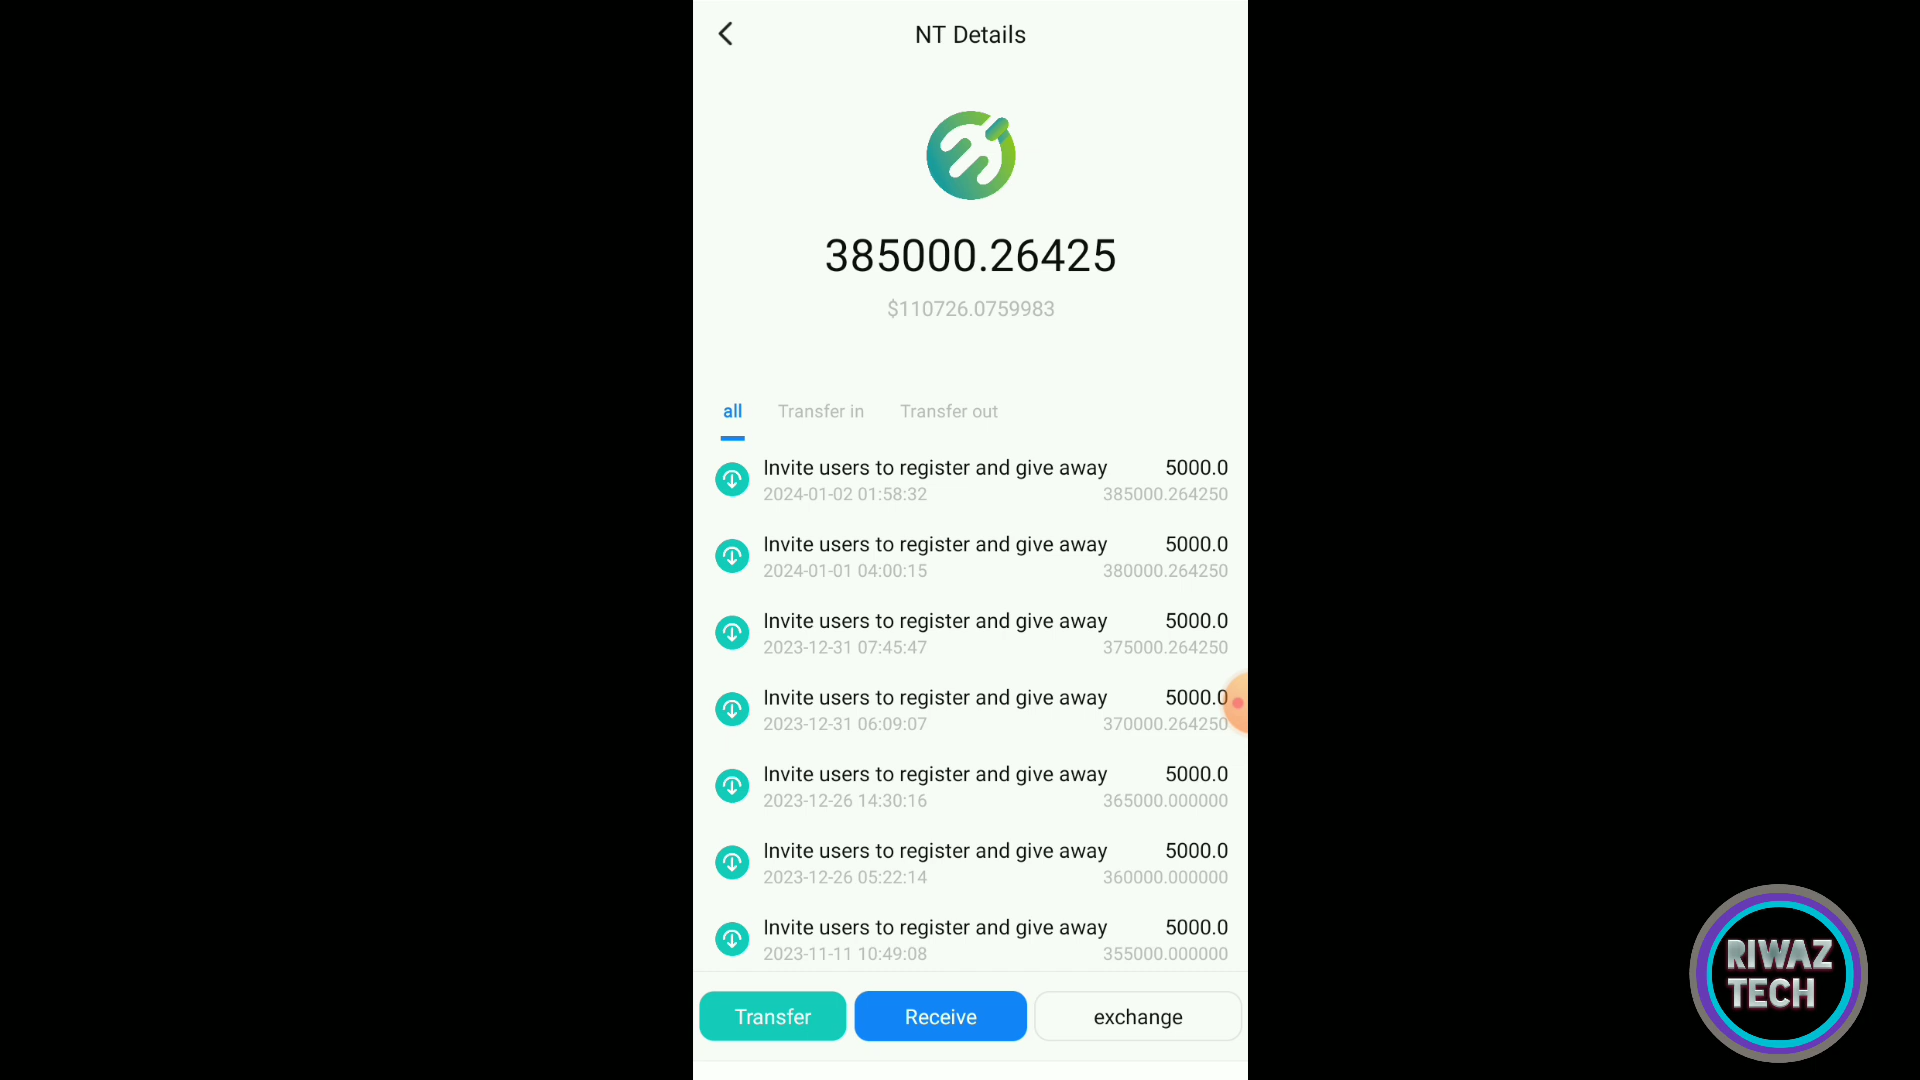 NT Details
385000.26425
$110726.0759983
all Transfer in Transfer out
Invite users to register and give away 5000.0
2024-01-02 01:58:32 385000.264250
Invite users to register and give away 5000.0
2024-01-01 04:00:15 380000.264250
Invite users to register and give away 5000.0
2023-12-31 07:45:47 375000.264250
Invite users to register and give away 5000.0
2023-12-31 06:09:07 370000.264250
Invite users to register and give away 5000.0
2023-12-26 14:30:16 365000.000000
Invite users to register and give away 5000.0
2023-12-26 05:22:14 360000.000000
Invite users to register and give away 5000.0
2023-11-11 10:49:08 355000.000000
Transfer Receive exchange
RIWAZ
TECH